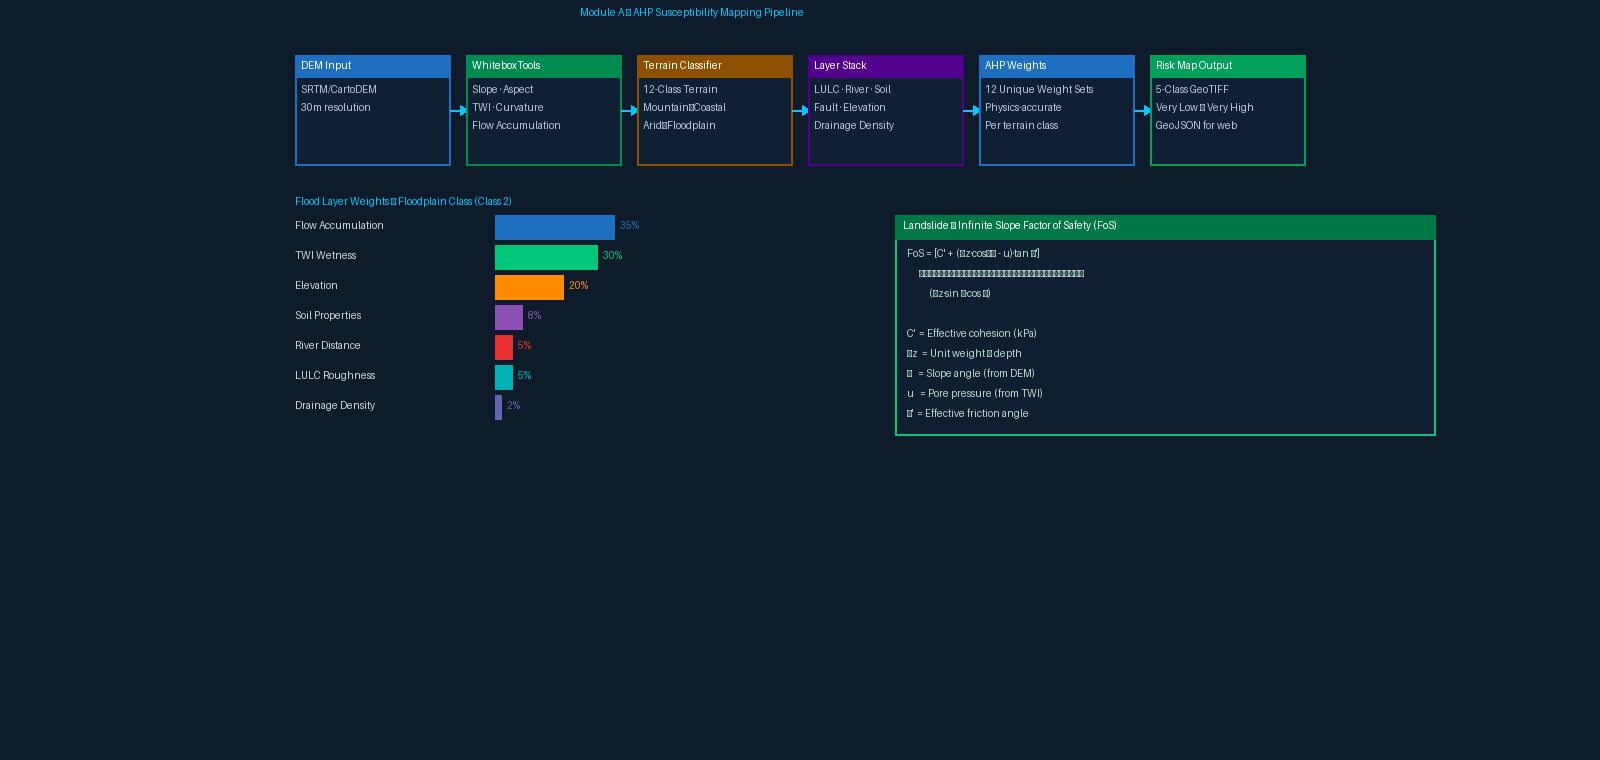 Module A ▯ AHP Susceptibility Mapping Pipeline
DEM Input
SRTM/CartoDEM
30m resolution
WhiteboxTools
Slope · Aspect
TWI · Curvature
Flow Accumulation
Terrain Classifier
12-Class Terrain
Mountain▯Coastal
Arid▯Floodplain
Layer Stack
LULC · River · Soil
Fault · Elevation
Drainage Density
AHP Weights
12 Unique Weight Sets
Physics-accurate
Per terrain class
Risk Map Output
5-Class GeoTIFF
Very Low ▯ Very High
GeoJSON for web
Flood Layer Weights ▯ Floodplain Class (Class 2)
Flow Accumulation 35%
TWI Wetness 30%
Elevation 20%
Soil Properties 8%
River Distance 5%
LULC Roughness 5%
Drainage Density 2%
Landslide ▯ Infinite Slope Factor of Safety (FoS)
FoS = [C' + (▯z·cos▯▯ - u)·tan ▯']
(▯z·sin ▯·cos ▯)
C' = Effective cohesion (kPa)
▯z = Unit weight ▯ depth
▯ = Slope angle (from DEM)
u = Pore pressure (from TWI)
▯' = Effective friction angle